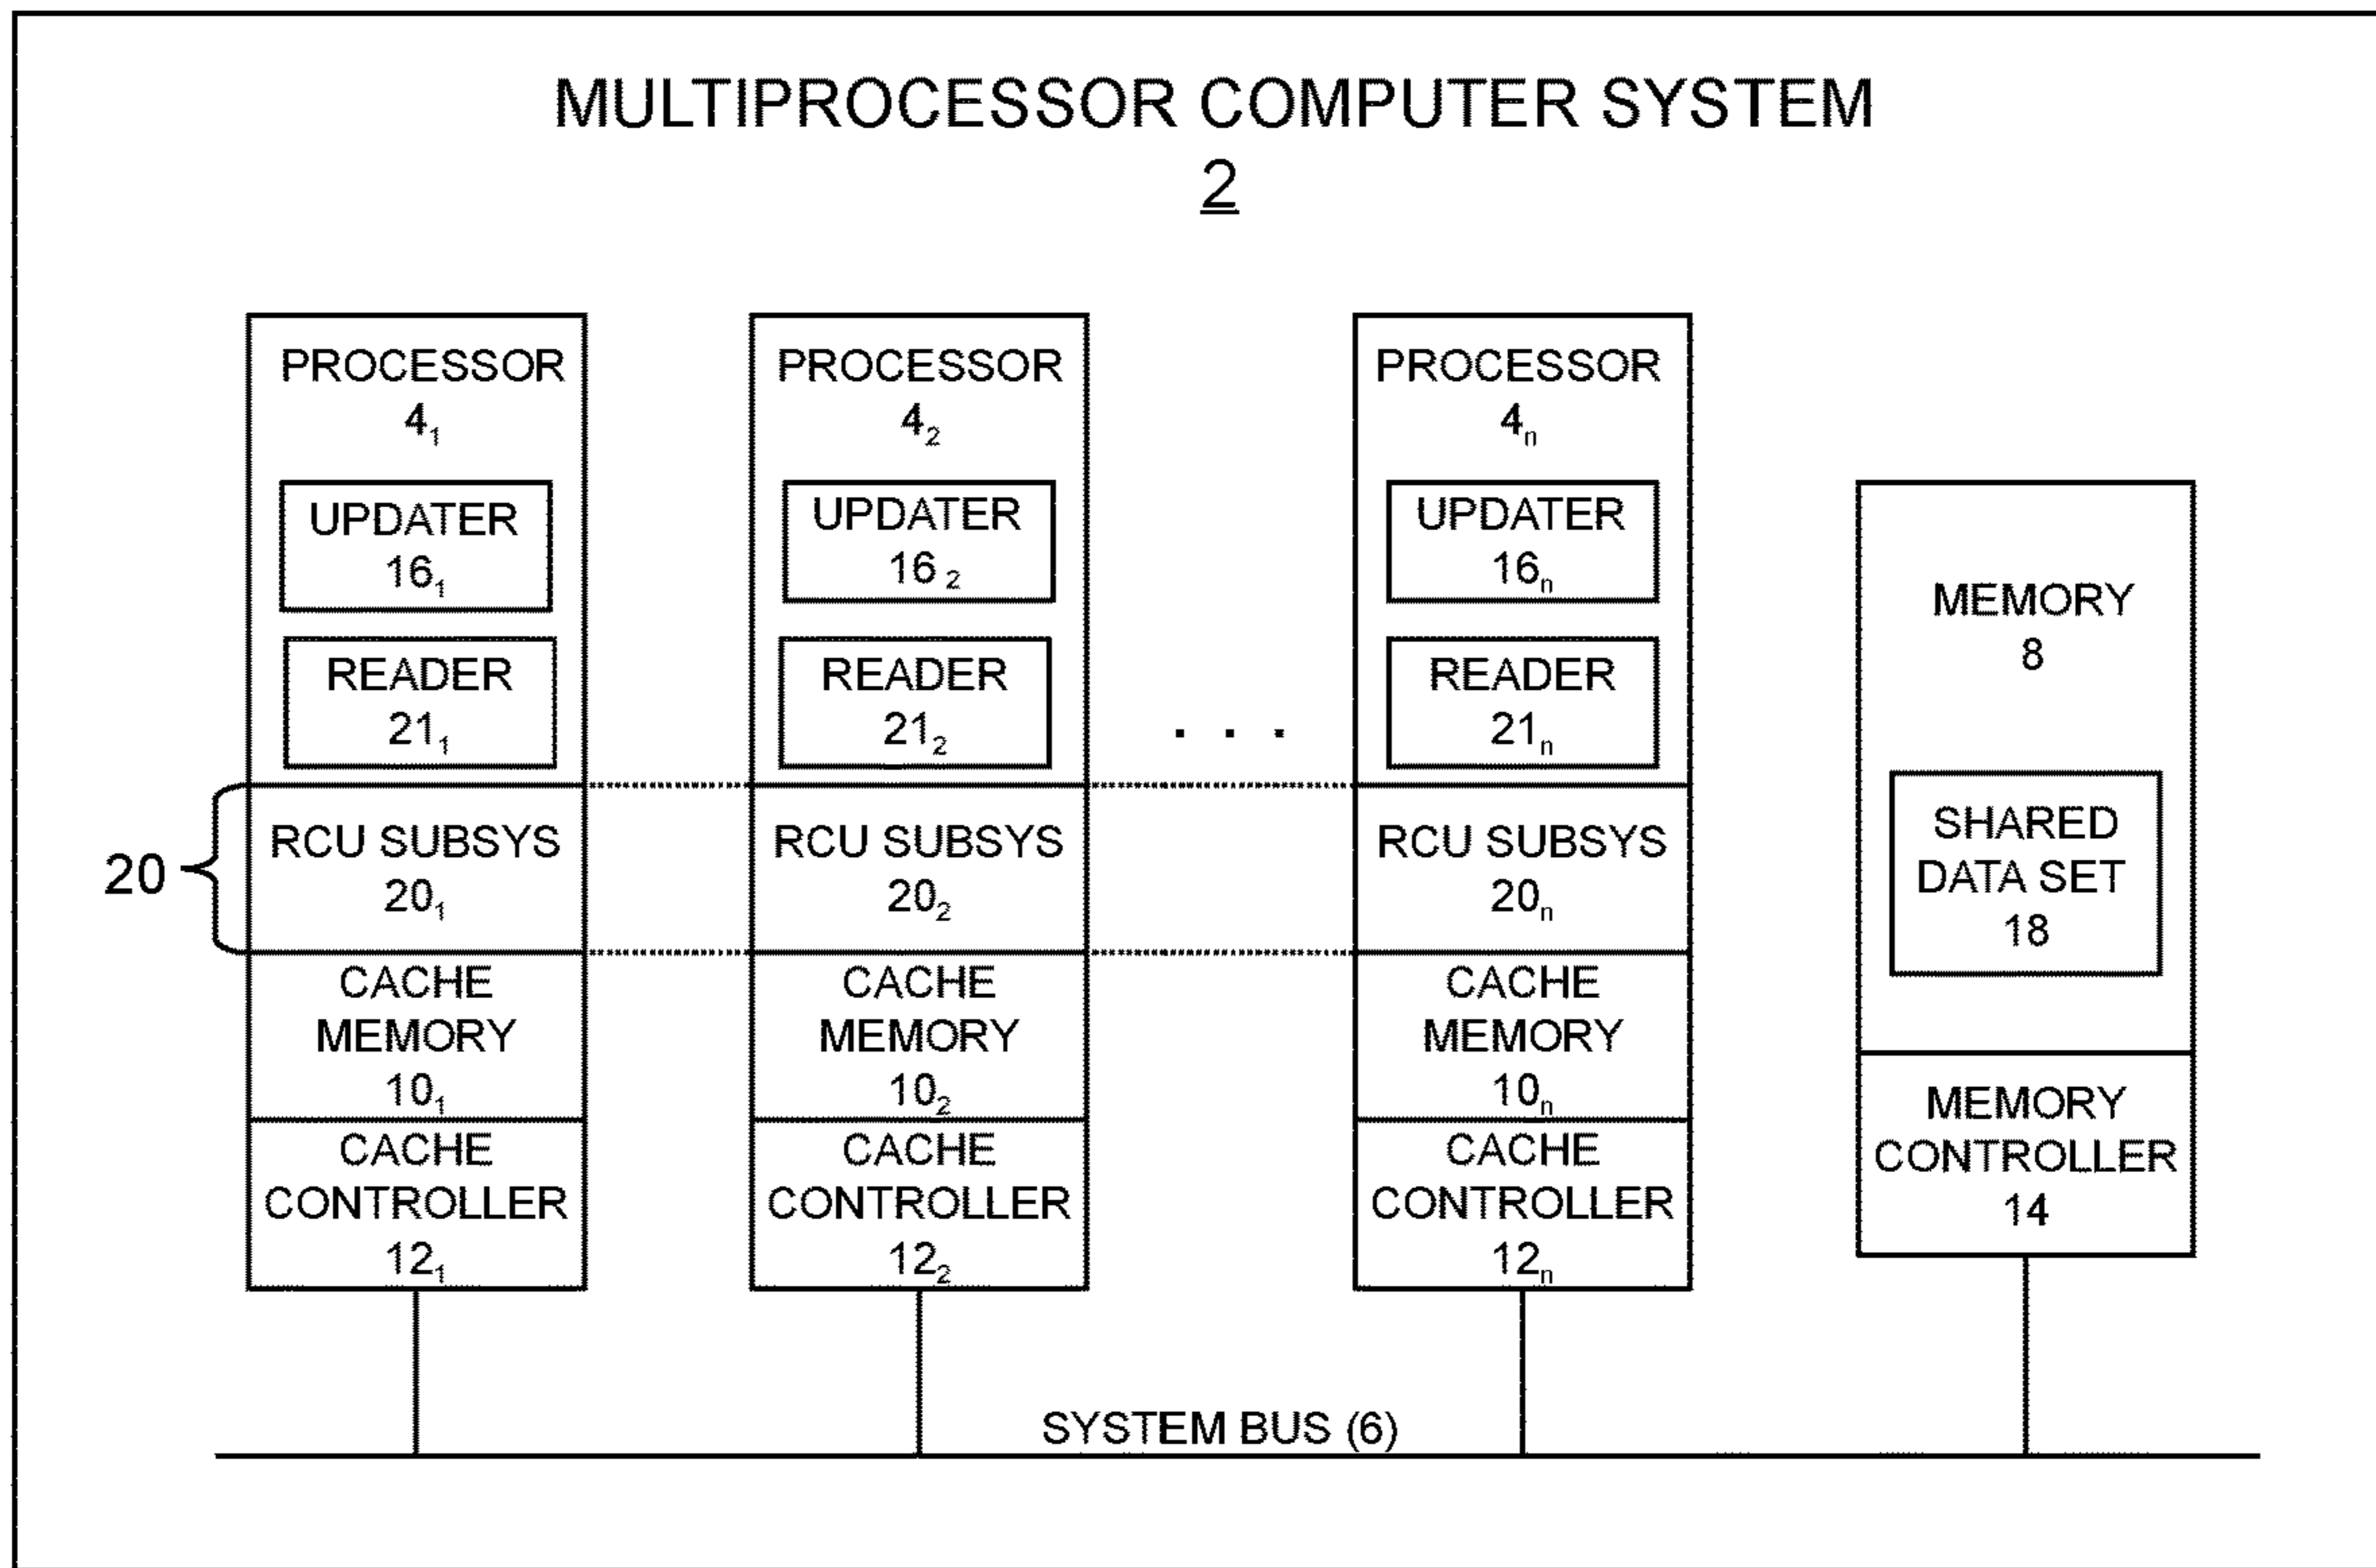 MULTIPROCESSOR COMPUTER SYSTEM
2
PROCESSOR
4₁
UPDATER
16₁
READER
21₁
RCU SUBSYS
20₁
CACHE
MEMORY
10₁
CACHE
CONTROLLER
12₁
20
PROCESSOR
4₂
UPDATER
16₂
READER
21₂
RCU SUBSYS
20₂
CACHE
MEMORY
10₂
CACHE
CONTROLLER
12₂
. . .
PROCESSOR
4ₙ
UPDATER
16ₙ
READER
21ₙ
RCU SUBSYS
20ₙ
CACHE
MEMORY
10ₙ
CACHE
CONTROLLER
12ₙ
MEMORY
8
SHARED
DATA SET
18
MEMORY
CONTROLLER
14
SYSTEM BUS (6)